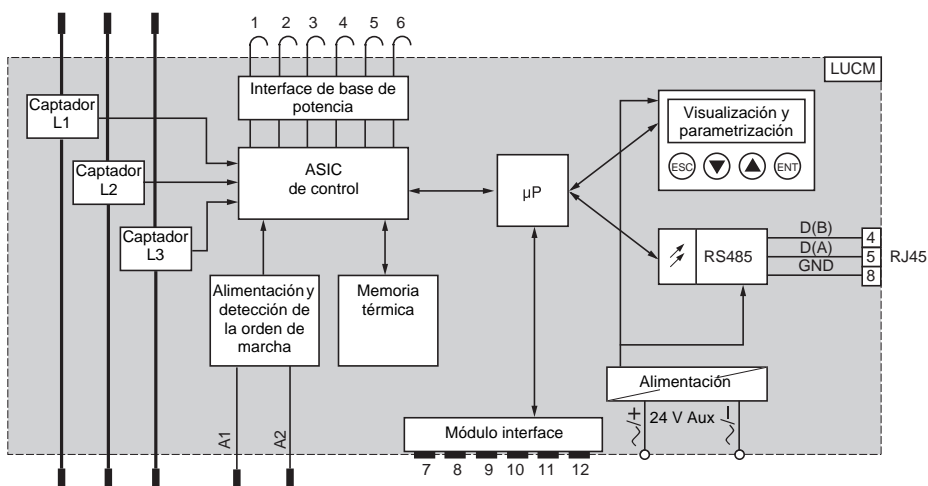 1 2 3 4 5 6
LUCM
Interface de base de
potencia
Captador
L1
Captador
L2
Captador
L3
ASIC
de control
µP
Visualización y
parametrización
ESC
ENT
RS485
D(B)
D(A)
GND
4
5
8
RJ45
Alimentación y
detección de
la orden de
marcha
Memoria
térmica
A1
A2
Alimentación
+ 24 V Aux –
Módulo interface
7 8 9 10 11 12